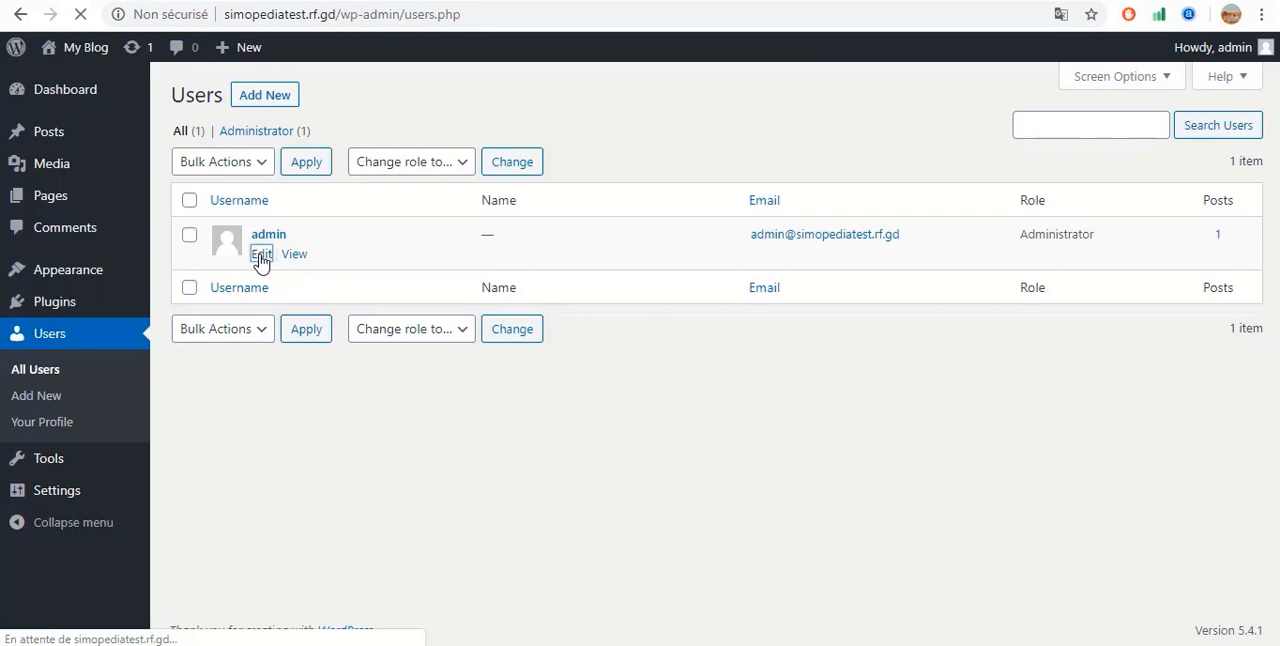 Non sécurisé | simopediatest.rf.gd/wp-admin/users.php
My Blog 1 0 New Howdy, admin
Screen Options Help
Dashboard
Posts
Media
Pages
Comments
Appearance
Plugins
Users
All Users
Add New
Your Profile
Tools
Settings
Collapse menu
Users Add New
All (1) | Administrator (1)
Search Users
Bulk Actions Apply Change role to... Change 1 item
Username Name Email Role Posts
admin — admin@simopediatest.rf.gd Administrator 1
Edit | View
Username Name Email Role Posts
Bulk Actions Apply Change role to... Change 1 item
Version 5.4.1
En attente de simopediatest.rf.gd...